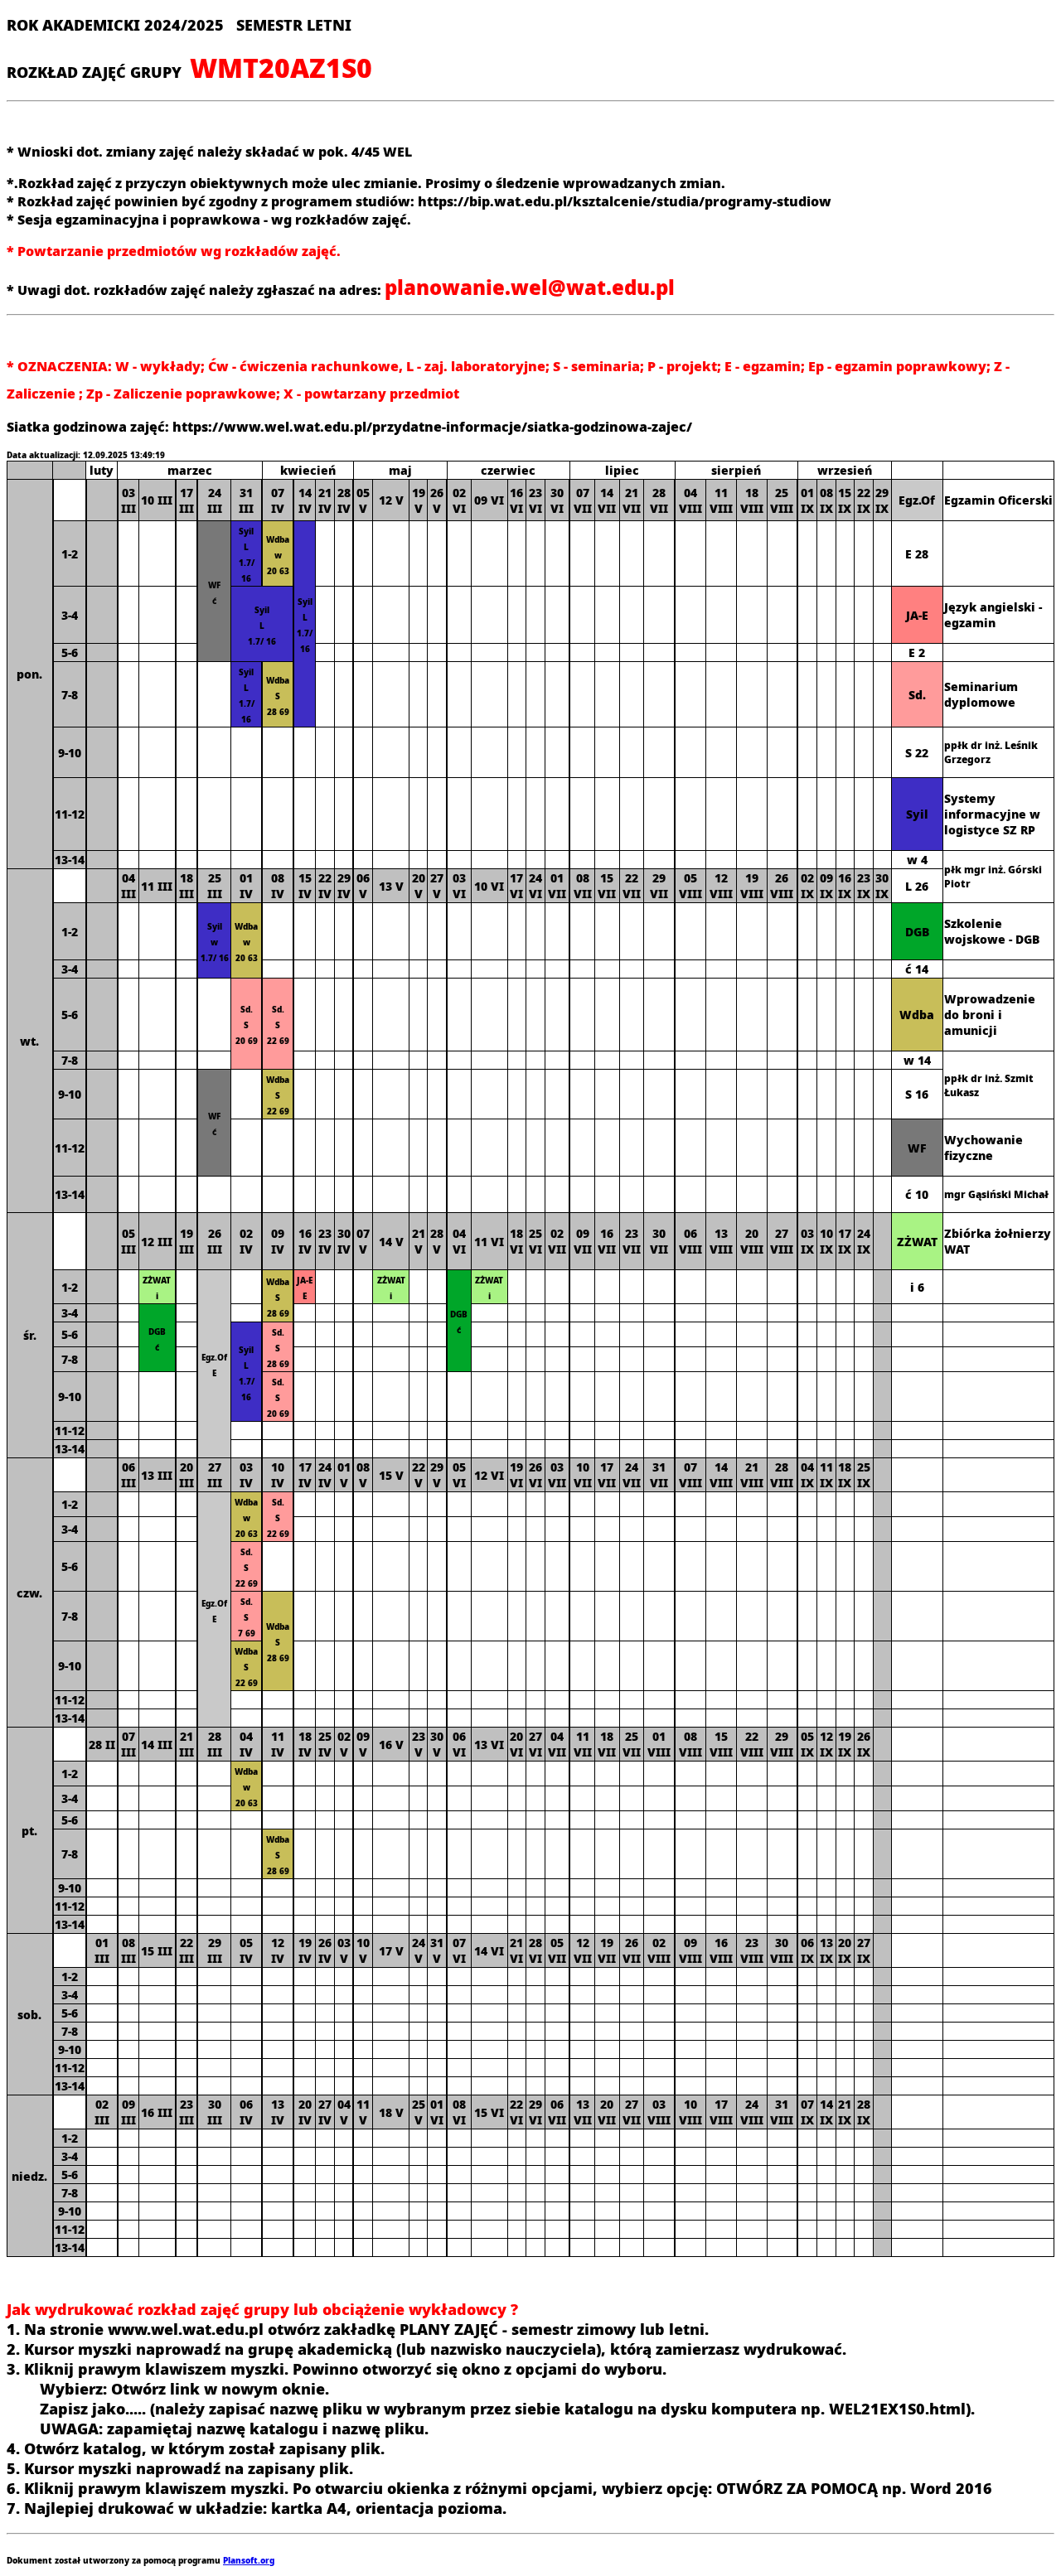 ROK AKADEMICKI 2024/2025 SEMESTR LETNI
ROZKŁAD ZAJĘĆ GRUPY WMT20AZ1S0
* Wnioski dot. zmiany zajęć należy składać w pok. 4/45 WEL
*.Rozkład zajęć z przyczyn obiektywnych może ulec zmianie. Prosimy o śledzenie wprowadzanych zmian.
* Rozkład zajęć powinien być zgodny z programem studiów: https://bip.wat.edu.pl/ksztalcenie/studia/programy-studiow
* Sesja egzaminacyjna i poprawkowa - wg rozkładów zajęć.
* Powtarzanie przedmiotów wg rozkładów zajęć.
* Uwagi dot. rozkładów zajęć należy zgłaszać na adres: planowanie.wel@wat.edu.pl
* OZNACZENIA: W - wykłady; Ćw - ćwiczenia rachunkowe, L - zaj. laboratoryjne; S - seminaria; P - projekt; E - egzamin; Ep - egzamin poprawkowy; Z -
Zaliczenie ; Zp - Zaliczenie poprawkowe; X - powtarzany przedmiot
Siatka godzinowa zajęć: https://www.wel.wat.edu.pl/przydatne-informacje/siatka-godzinowa-zajec/
Data aktualizacji: 12.09.2025 13:49:19
luty marzec kwiecień maj czerwiec lipiec sierpień wrzesień
pon.
03 III 10 III 17 III 24 III 31 III 07 IV 14 IV 21 IV 28 IV 05 V 12 V 19 V 26 V 02 VI 09 VI 16 VI 23 VI 30 VI 07 VII 14 VII 21 VII 28 VII 04 VIII 11 VIII 18 VIII 25 VIII 01 IX 08 IX 15 IX 22 IX 29 IX Egz.Of Egzamin Oficerski
1-2 WF ć Syil L 1.7/ 16 Wdba w 20 63 Syil L 1.7/ 16 E 28
3-4 Syil L 1.7/ 16 JA-E Język angielski - egzamin
5-6 E 2
7-8 Syil L 1.7/ 16 Wdba S 28 69 Sd. Seminarium dyplomowe
9-10 S 22 ppłk dr inż. Leśnik Grzegorz
11-12 Syil Systemy informacyjne w logistyce SZ RP
13-14 w 4 płk mgr inż. Górski Piotr
wt.
04 III 11 III 18 III 25 III 01 IV 08 IV 15 IV 22 IV 29 IV 06 V 13 V 20 V 27 V 03 VI 10 VI 17 VI 24 VI 01 VII 08 VII 15 VII 22 VII 29 VII 05 VIII 12 VIII 19 VIII 26 VIII 02 IX 09 IX 16 IX 23 IX 30 IX L 26
1-2 Syil w 1.7/ 16 Wdba w 20 63 DGB Szkolenie wojskowe - DGB
3-4 ć 14
5-6 Sd. S 20 69 Sd. S 22 69 Wdba Wprowadzenie do broni i amunicji
7-8 w 14 ppłk dr inż. Szmit Łukasz
9-10 WF ć Wdba S 22 69 S 16
11-12 WF Wychowanie fizyczne
13-14 ć 10 mgr Gąsiński Michał
śr.
05 III 12 III 19 III 26 III 02 IV 09 IV 16 IV 23 IV 30 IV 07 V 14 V 21 V 28 V 04 VI 11 VI 18 VI 25 VI 02 VII 09 VII 16 VII 23 VII 30 VII 06 VIII 13 VIII 20 VIII 27 VIII 03 IX 10 IX 17 IX 24 IX ZŻWAT Zbiórka żołnierzy WAT
1-2 ZŻWAT i Egz.Of E Wdba S 28 69 JA-E E ZŻWAT i DGB ć ZŻWAT i i 6
3-4 DGB ć
5-6 Syil L 1.7/ 16 Sd. S 28 69
7-8
9-10 Sd. S 20 69
11-12
13-14
czw.
06 III 13 III 20 III 27 III 03 IV 10 IV 17 IV 24 IV 01 V 08 V 15 V 22 V 29 V 05 VI 12 VI 19 VI 26 VI 03 VII 10 VII 17 VII 24 VII 31 VII 07 VIII 14 VIII 21 VIII 28 VIII 04 IX 11 IX 18 IX 25 IX
1-2 Egz.Of E Wdba w 20 63 Sd. S 22 69
3-4
5-6 Sd. S 22 69
7-8 Sd. S 7 69 Wdba S 28 69
9-10 Wdba S 22 69
11-12
13-14
pt.
28 II 07 III 14 III 21 III 28 III 04 IV 11 IV 18 IV 25 IV 02 V 09 V 16 V 23 V 30 V 06 VI 13 VI 20 VI 27 VI 04 VII 11 VII 18 VII 25 VII 01 VIII 08 VIII 15 VIII 22 VIII 29 VIII 05 IX 12 IX 19 IX 26 IX
1-2 Wdba w 20 63
3-4
5-6
7-8 Wdba S 28 69
9-10
11-12
13-14
sob.
01 III 08 III 15 III 22 III 29 III 05 IV 12 IV 19 IV 26 IV 03 V 10 V 17 V 24 V 31 V 07 VI 14 VI 21 VI 28 VI 05 VII 12 VII 19 VII 26 VII 02 VIII 09 VIII 16 VIII 23 VIII 30 VIII 06 IX 13 IX 20 IX 27 IX
1-2
3-4
5-6
7-8
9-10
11-12
13-14
niedz.
02 III 09 III 16 III 23 III 30 III 06 IV 13 IV 20 IV 27 IV 04 V 11 V 18 V 25 V 01 VI 08 VI 15 VI 22 VI 29 VI 06 VII 13 VII 20 VII 27 VII 03 VIII 10 VIII 17 VIII 24 VIII 31 VIII 07 IX 14 IX 21 IX 28 IX
1-2
3-4
5-6
7-8
9-10
11-12
13-14
Jak wydrukować rozkład zajęć grupy lub obciążenie wykładowcy ?
1. Na stronie www.wel.wat.edu.pl otwórz zakładkę PLANY ZAJĘĆ - semestr zimowy lub letni.
2. Kursor myszki naprowadź na grupę akademicką (lub nazwisko nauczyciela), którą zamierzasz wydrukować.
3. Kliknij prawym klawiszem myszki. Powinno otworzyć się okno z opcjami do wyboru.
Wybierz: Otwórz link w nowym oknie.
Zapisz jako..... (należy zapisać nazwę pliku w wybranym przez siebie katalogu na dysku komputera np. WEL21EX1S0.html).
UWAGA: zapamiętaj nazwę katalogu i nazwę pliku.
4. Otwórz katalog, w którym został zapisany plik.
5. Kursor myszki naprowadź na zapisany plik.
6. Kliknij prawym klawiszem myszki. Po otwarciu okienka z różnymi opcjami, wybierz opcję: OTWÓRZ ZA POMOCĄ np. Word 2016
7. Najlepiej drukować w układzie: kartka A4, orientacja pozioma.
Dokument został utworzony za pomocą programu Plansoft.org